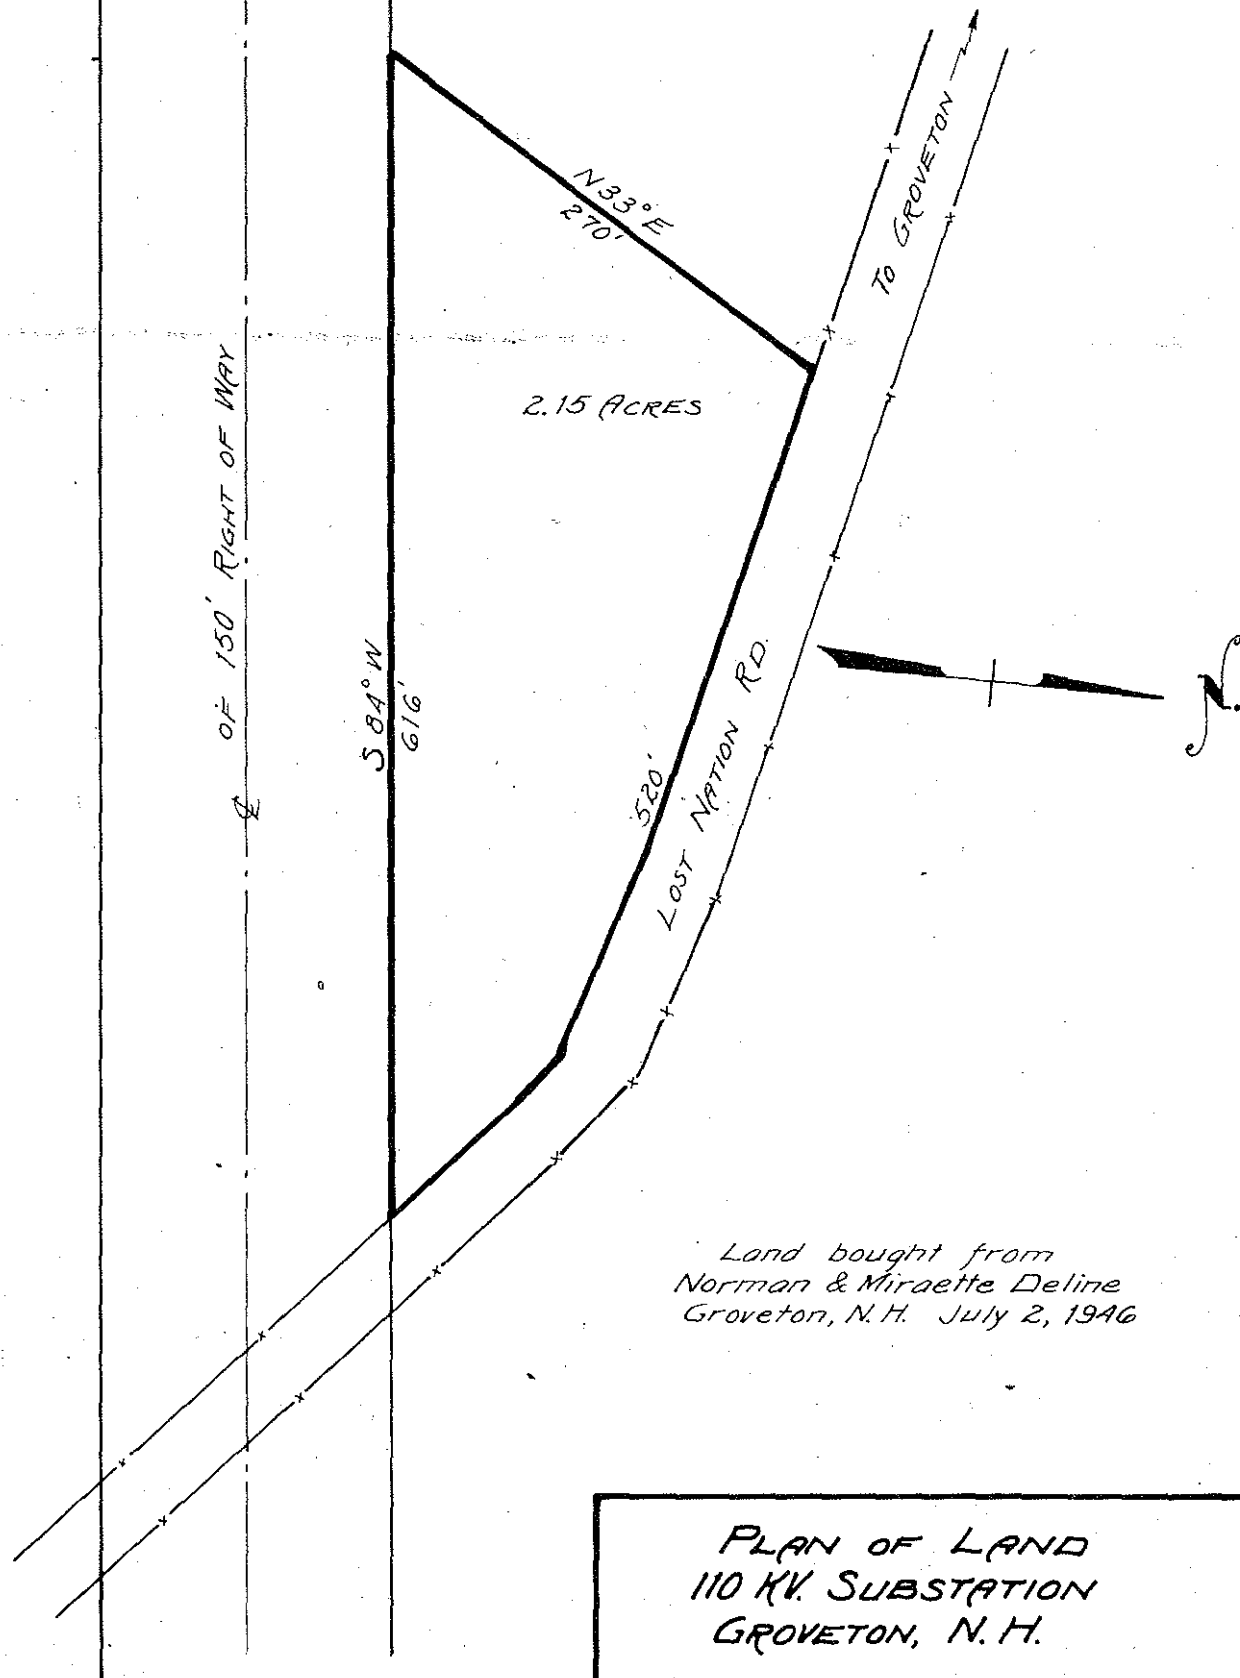 To GROVETON
N33°E
270'
2.15 ACRES
℄ OF 150' RIGHT OF WAY
S 84° W
616'
520'
LOST NATION RD.
N.
Land bought from
Norman & Miraette Deline
Groveton, N.H. July 2, 1946
PLAN OF LAND
110 KV. SUBSTATION
GROVETON, N.H.